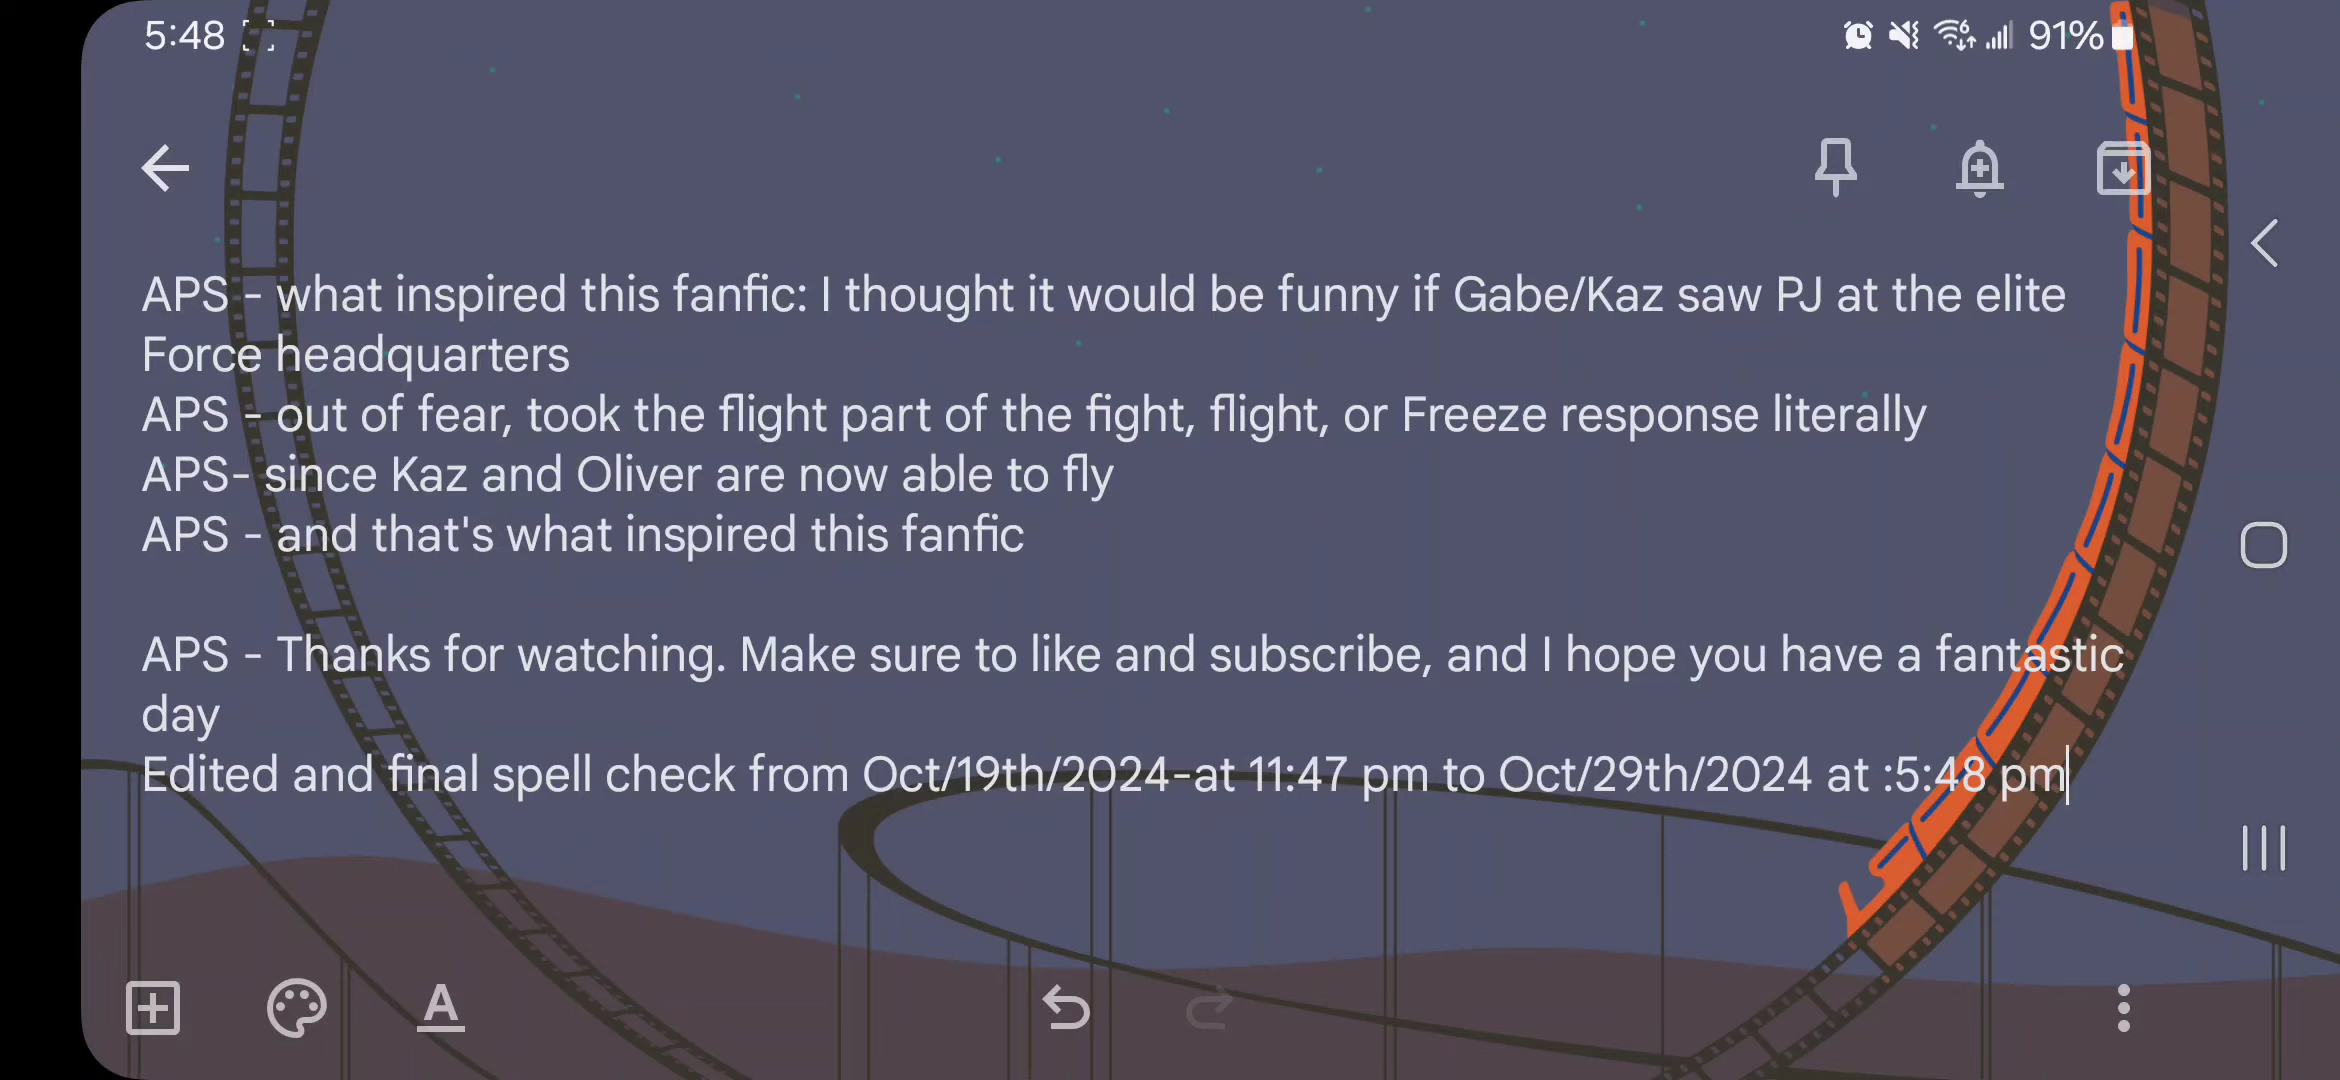 5:48
91%
APS - what inspired this fanfic: I thought it would be funny if Gabe/Kaz saw PJ at the elite
Force headquarters
APS - out of fear, took the flight part of the fight, flight, or Freeze response literally
APS- since Kaz and Oliver are now able to fly
APS - and that's what inspired this fanfic
APS - Thanks for watching. Make sure to like and subscribe, and I hope you have a fantastic
day
Edited and final spell check from Oct/19th/2024-at 11:47 pm to Oct/29th/2024 at :5:48 pm